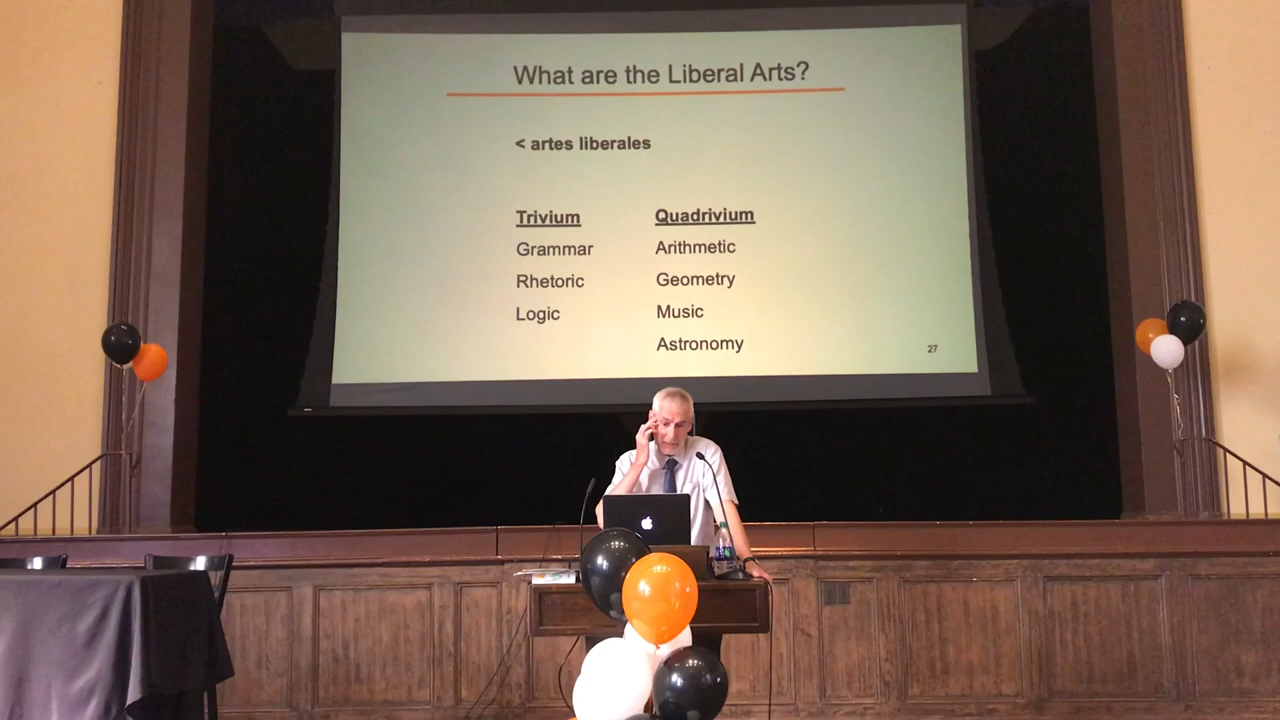 What are the Liberal Arts?
< artes liberales
Trivium Quadrivium
Grammar Arithmetic
Rhetoric Geometry
Logic Music
Astronomy
27